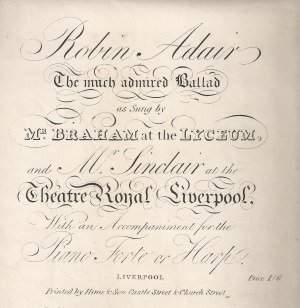 Robin Adair
The much admired Ballad
as Sung by
Mr. BRAHAM at the LYCEUM,
and Mr. Sinclair at the
Theatre Royal Liverpool,
With an Accompaniment for the
Piano Forte or Harp.
LIVERPOOL Price 1/6
Printed by Hime & Son Castle Street & Church Street